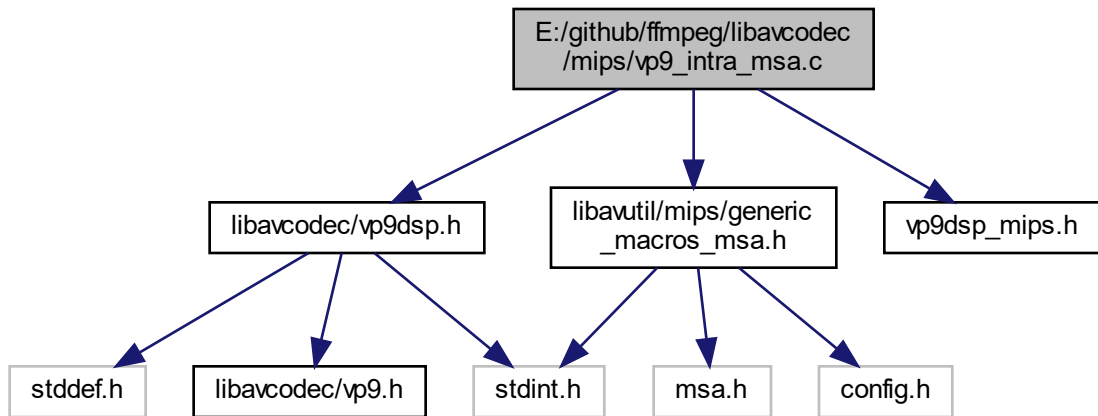 E:/github/ffmpeg/libavcodec
/mips/vp9_intra_msa.c
libavcodec/vp9dsp.h
libavutil/mips/generic
_macros_msa.h
vp9dsp_mips.h
stddef.h
libavcodec/vp9.h
stdint.h
msa.h
config.h